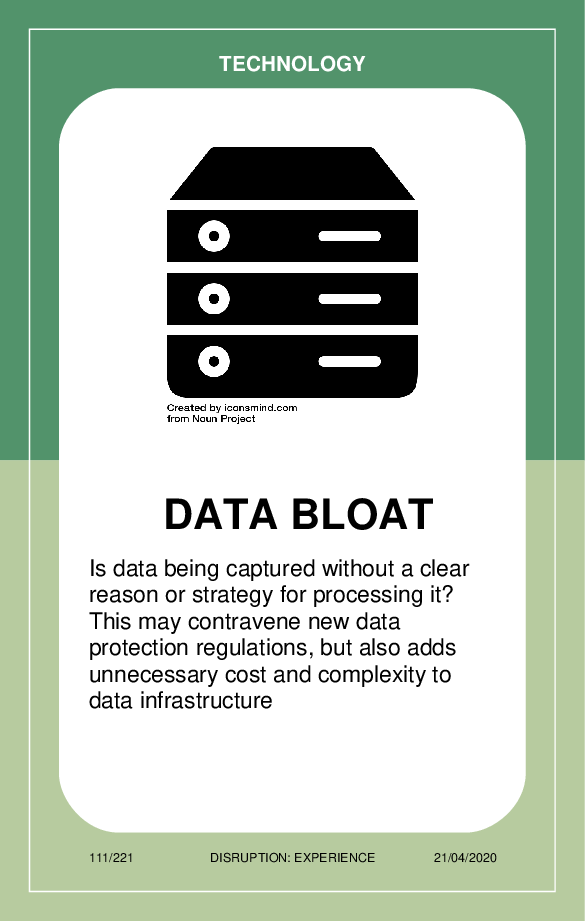 TECHNOLOGY
Created by iconsmind.com
from Noun Project
DATA BLOAT
Is data being captured without a clear
reason or strategy for processing it?
This may contravene new data
protection regulations, but also adds
unnecessary cost and complexity to
data infrastructure
111/221 DISRUPTION: EXPERIENCE 21/04/2020